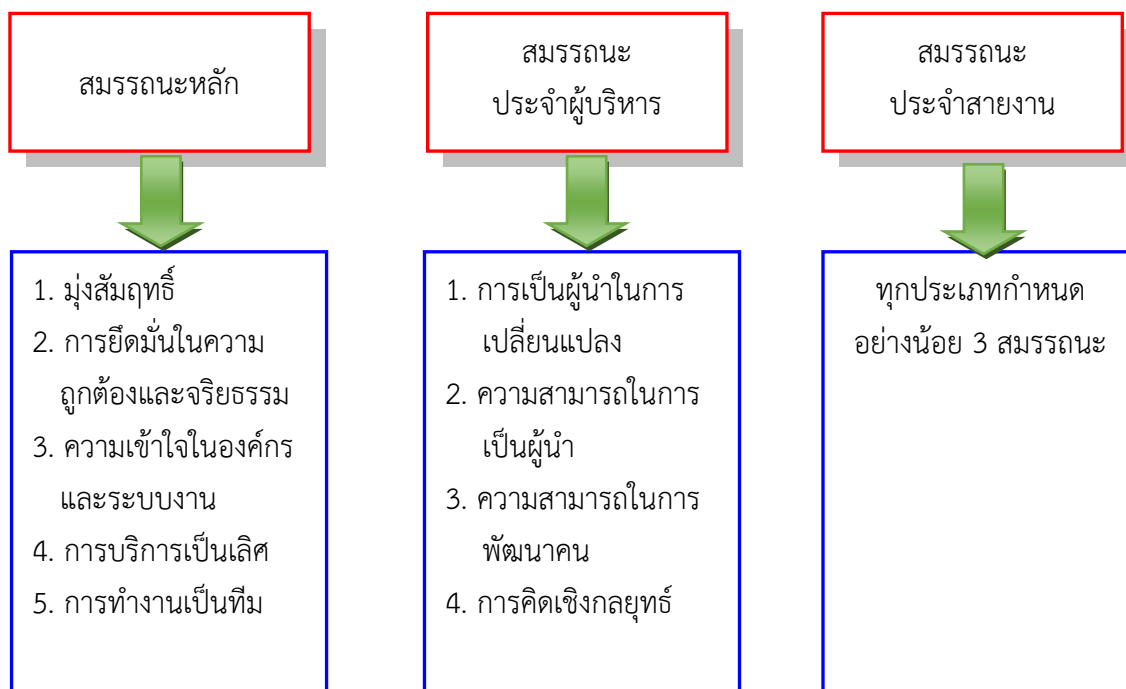 สมรรถนะหลัก
สมรรถนะ
ประจำผู้บริหาร
สมรรถนะ
ประจำสายงาน
1. มุ่งสัมฤทธิ์
2. การยึดมั่นในความ
ถูกต้องและจริยธรรม
3. ความเข้าใจในองค์กร
และระบบงาน
4. การบริการเป็นเลิศ
5. การทำงานเป็นทีม
1. การเป็นผู้นำในการ
เปลี่ยนแปลง
2. ความสามารถในการ
เป็นผู้นำ
3. ความสามารถในการ
พัฒนาคน
4. การคิดเชิงกลยุทธ์
ทุกประเภทกำหนด
อย่างน้อย 3 สมรรถนะ